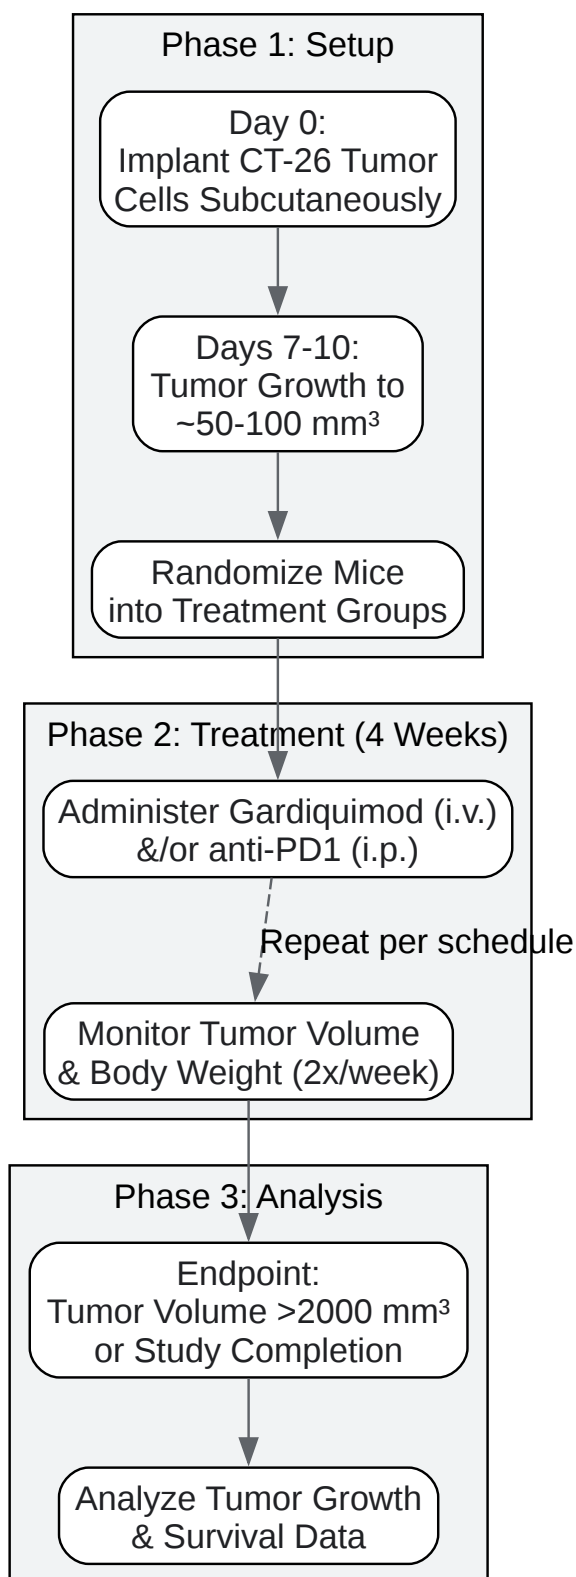 Phase 1: Setup
Day 0:
Implant CT-26 Tumor
Cells Subcutaneously
Days 7-10:
Tumor Growth to
~50-100 mm³
Randomize Mice
into Treatment Groups
Phase 2: Treatment (4 Weeks)
Administer Gardiquimod (i.v.)
&/or anti-PD1 (i.p.)
Repeat per schedule
Monitor Tumor Volume
& Body Weight (2x/week)
Phase 3: Analysis
Endpoint:
Tumor Volume >2000 mm³
or Study Completion
Analyze Tumor Growth
& Survival Data